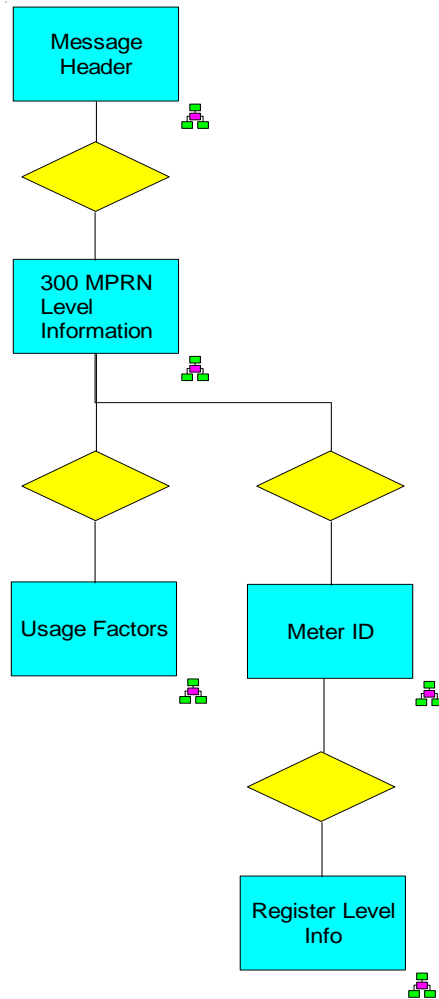 Message
Header
300 MPRN
Level
Information
Usage Factors
Meter ID
Register Level
Info